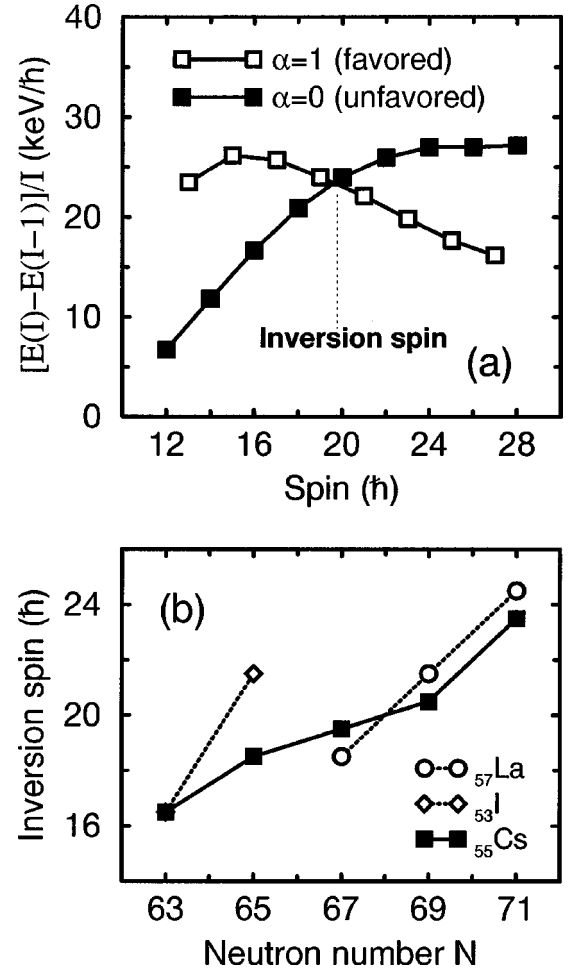 40
30
20
10
0
[E(I)−E(I−1)]/I (keV/ħ)
α=1 (favored)
α=0 (unfavored)
Inversion spin
(a)
12 16 20 24 28
Spin (ħ)
24
20
16
Inversion spin (ħ)
(b)
₅₇La
₅₃I
₅₅Cs
63 65 67 69 71
Neutron number N